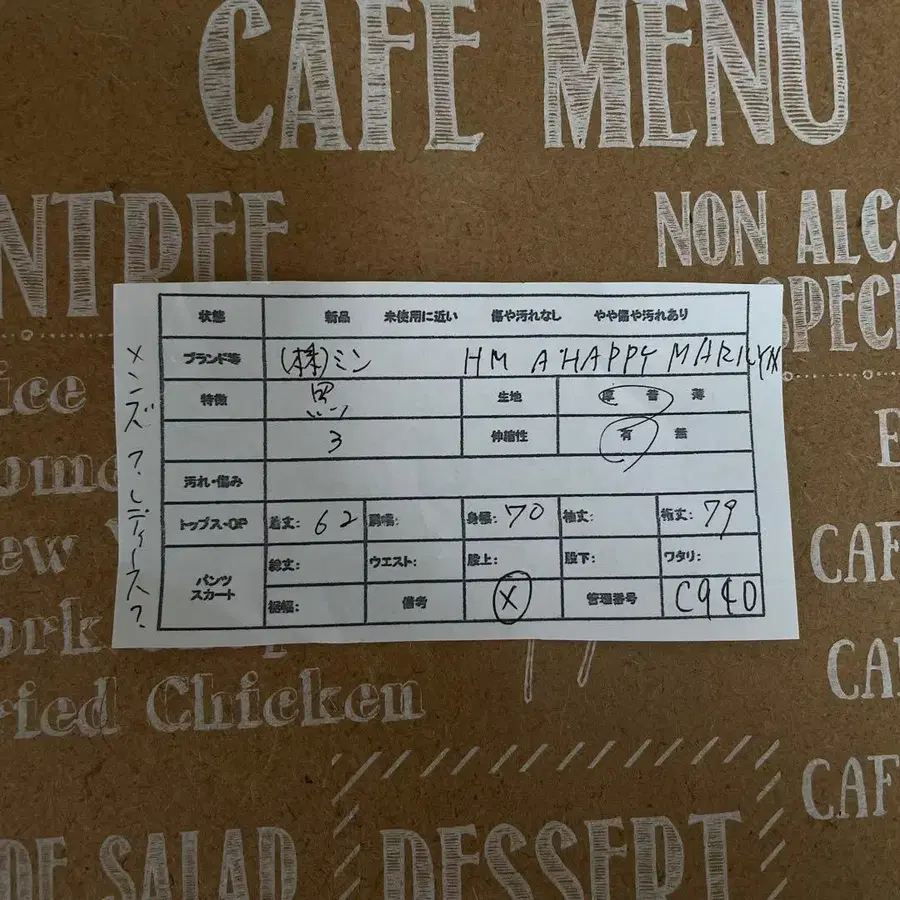 CAFE MENU
NON ALCO
SPECI
ice
ome
ew
ork
ried Chicken
DE SALAD
DESSERT
CAF
CAF
CAF
メンズ?レディース?
状態 新品 未使用に近い 傷や汚れなし やや傷や汚れあり
ブランド等 (株)ミン HM A HAPPY MARILYN
特徴 黒 生地 厚 普 薄
3 伸縮性 有 無
汚れ・傷み
トップス・OP 着丈: 62 肩幅: 身幅: 70 袖丈: 裄丈: 79
パンツ スカート 総丈: ウエスト: 股上: 股下: ワタリ:
裾幅: 備考 X 管理番号 C940